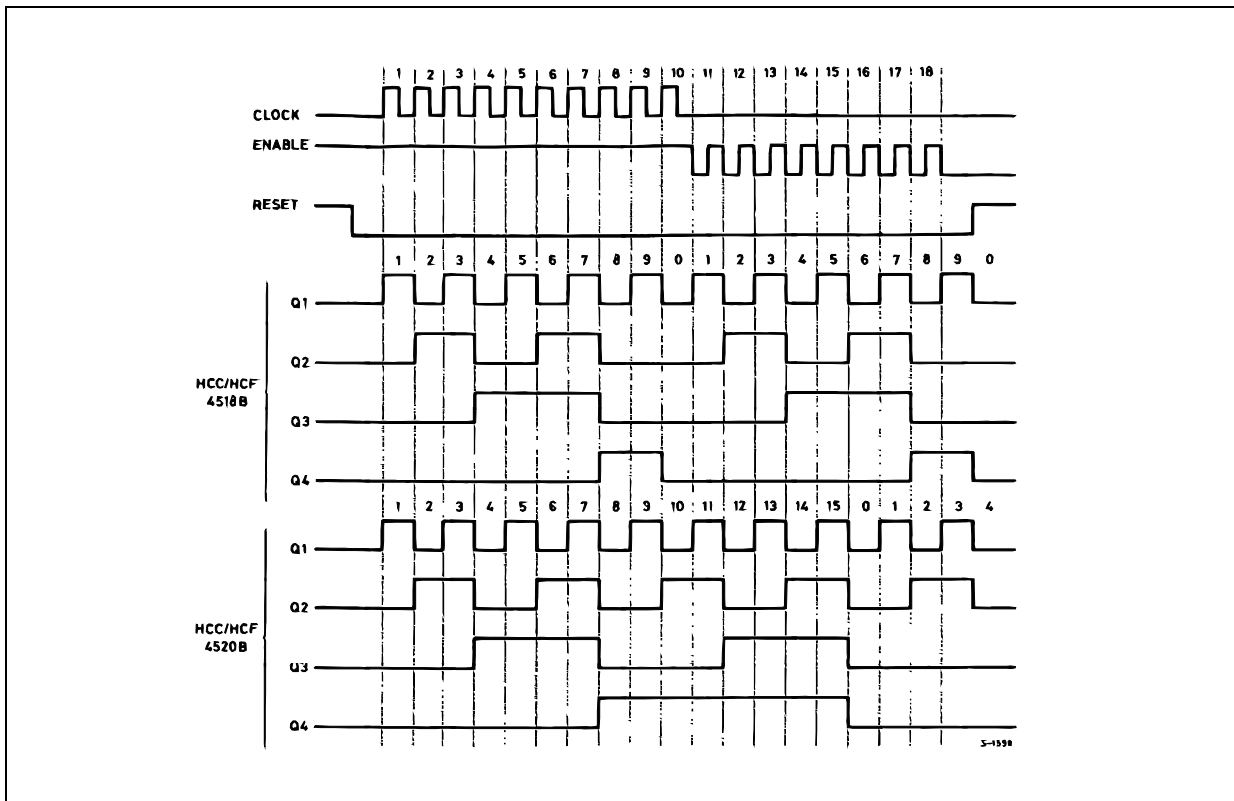 1 2 3 4 5 6 7 8 9 10 11 12 13 14 15 16 17 18
CLOCK
ENABLE
RESET
1 2 3 4 5 6 7 8 9 0 1 2 3 4 5 6 7 8 9 0
Q1
Q2
HCC/HCF
4518B
Q3
Q4
1 2 3 4 5 6 7 8 9 10 11 12 13 14 15 0 1 2 3 4
Q1
Q2
HCC/HCF
4520B
Q3
Q4
S-1398